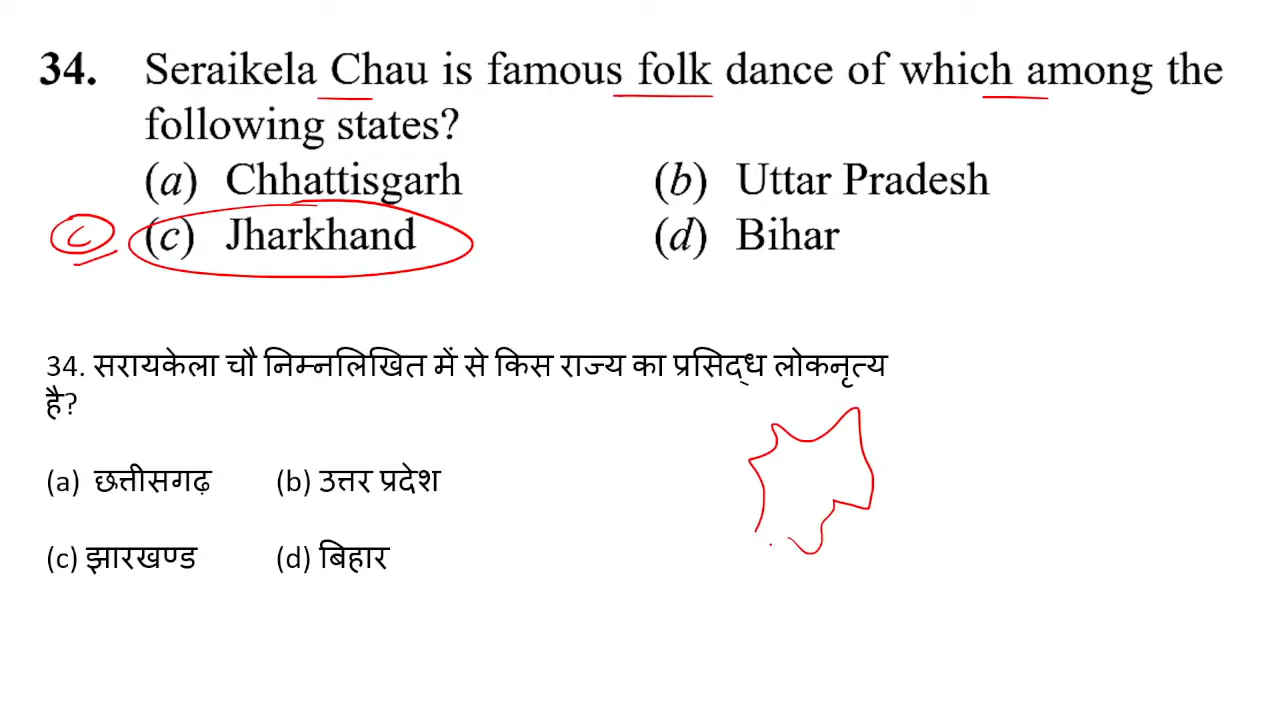 34. Seraikela Chau is famous folk dance of which among the
following states?
(a) Chhattisgarh (b) Uttar Pradesh
c (c) Jharkhand (d) Bihar
34. सरायकेला चौ निम्नलिखित में से किस राज्य का प्रसिद्ध लोकनृत्य
है?
(a) छत्तीसगढ़ (b) उत्तर प्रदेश
(c) झारखण्ड (d) बिहार